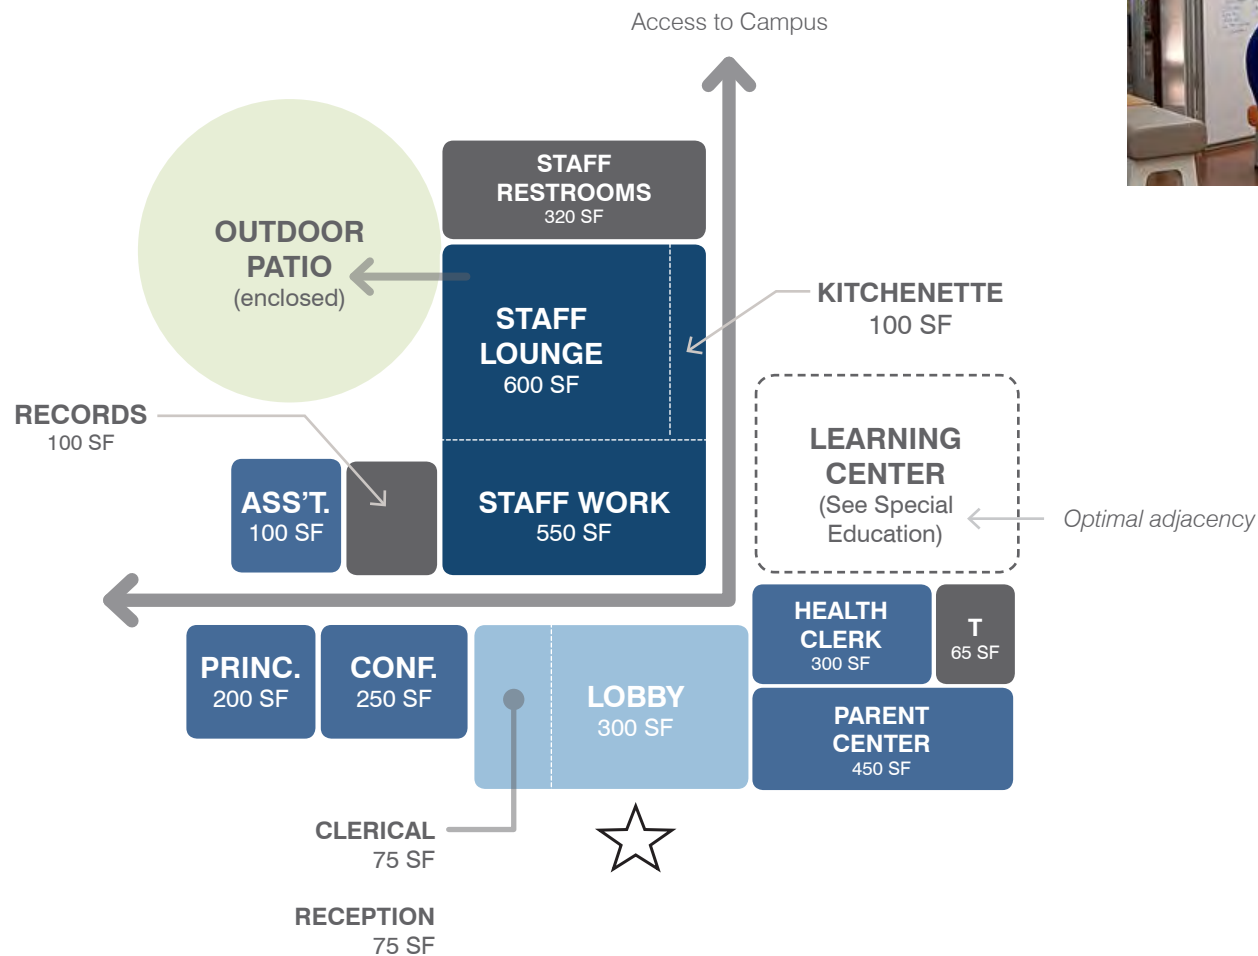 Access to Campus
STAFF
RESTROOMS
320 SF
OUTDOOR
PATIO
(enclosed)
STAFF
LOUNGE
600 SF
KITCHENETTE
100 SF
RECORDS
100 SF
LEARNING
CENTER
(See Special
Education)
Optimal adjacency
ASS'T.
100 SF
STAFF WORK
550 SF
HEALTH
CLERK
300 SF
T
65 SF
PRINC.
200 SF
CONF.
250 SF
LOBBY
300 SF
PARENT
CENTER
450 SF
CLERICAL
75 SF
RECEPTION
75 SF